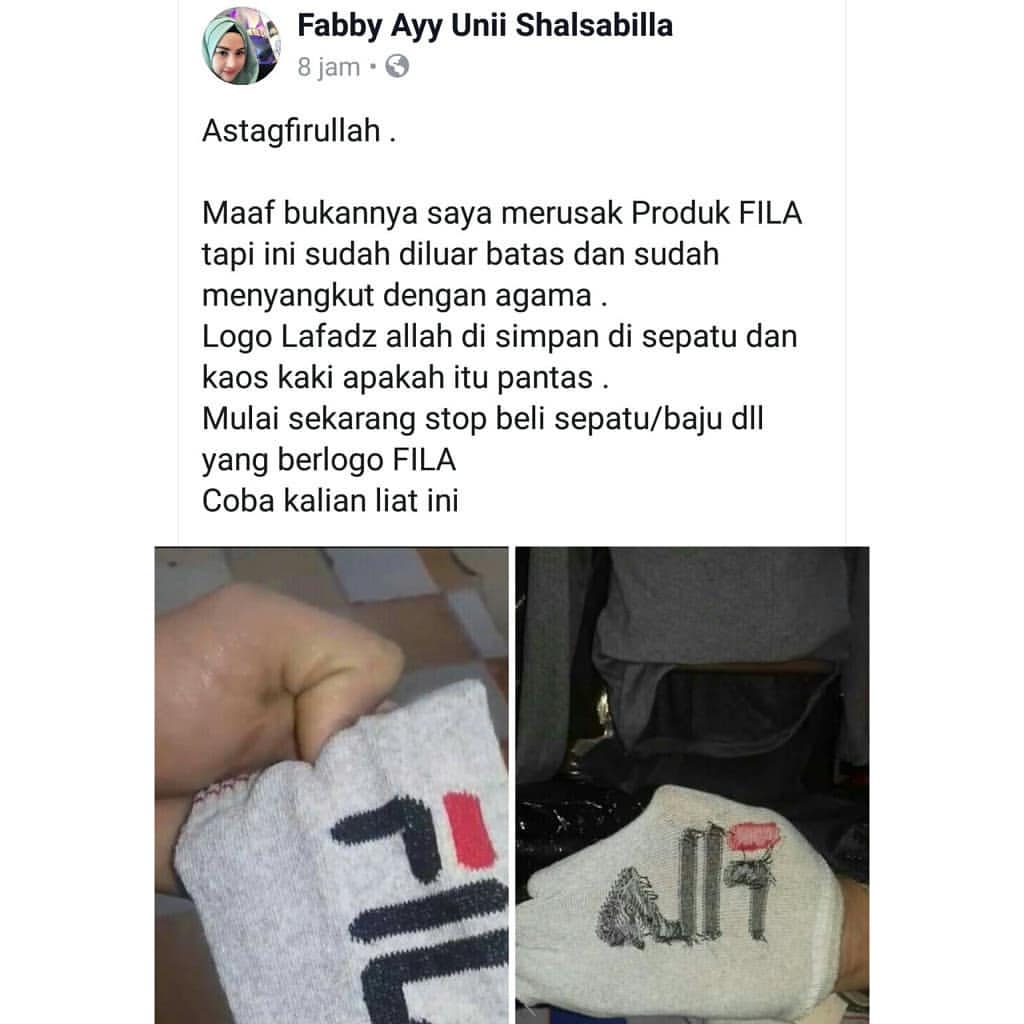 Fabby Ayy Unii Shalsabilla
8 jam
Astagfirullah .
Maaf bukannya saya merusak Produk FILA
tapi ini sudah diluar batas dan sudah
menyangkut dengan agama .
Logo Lafadz allah di simpan di sepatu dan
kaos kaki apakah itu pantas .
Mulai sekarang stop beli sepatu/baju dll
yang berlogo FILA
Coba kalian liat ini